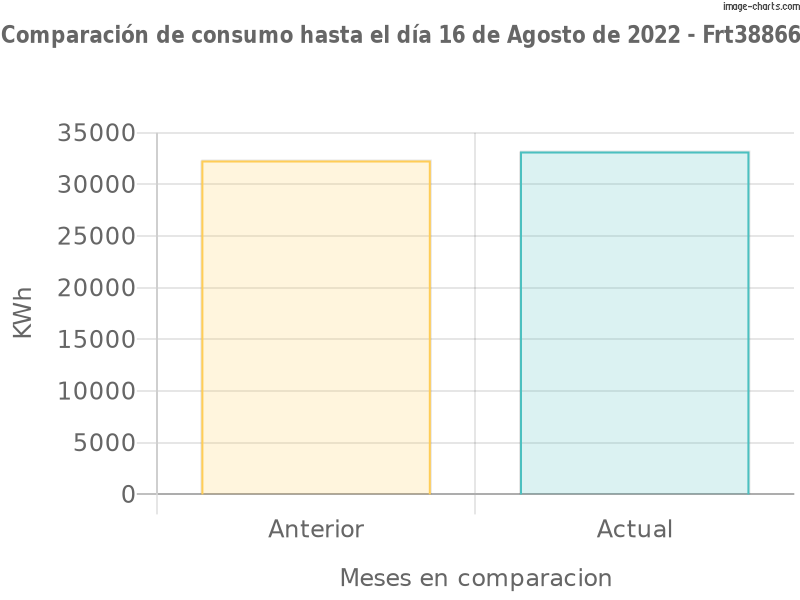 image-charts.com
Comparación de consumo hasta el día 16 de Agosto de 2022 - Frt38866
35000
30000
25000
20000
15000
10000
5000
0
KWh
Anterior
Actual
Meses en comparacion